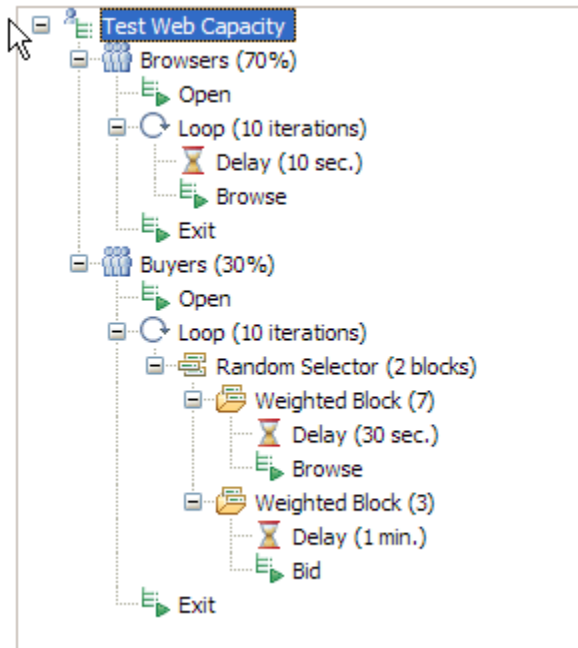 Test Web Capacity
Browsers (70%)
Open
Loop (10 iterations)
Delay (10 sec.)
Browse
Exit
Buyers (30%)
Open
Loop (10 iterations)
Random Selector (2 blocks)
Weighted Block (7)
Delay (30 sec.)
Browse
Weighted Block (3)
Delay (1 min.)
Bid
Exit